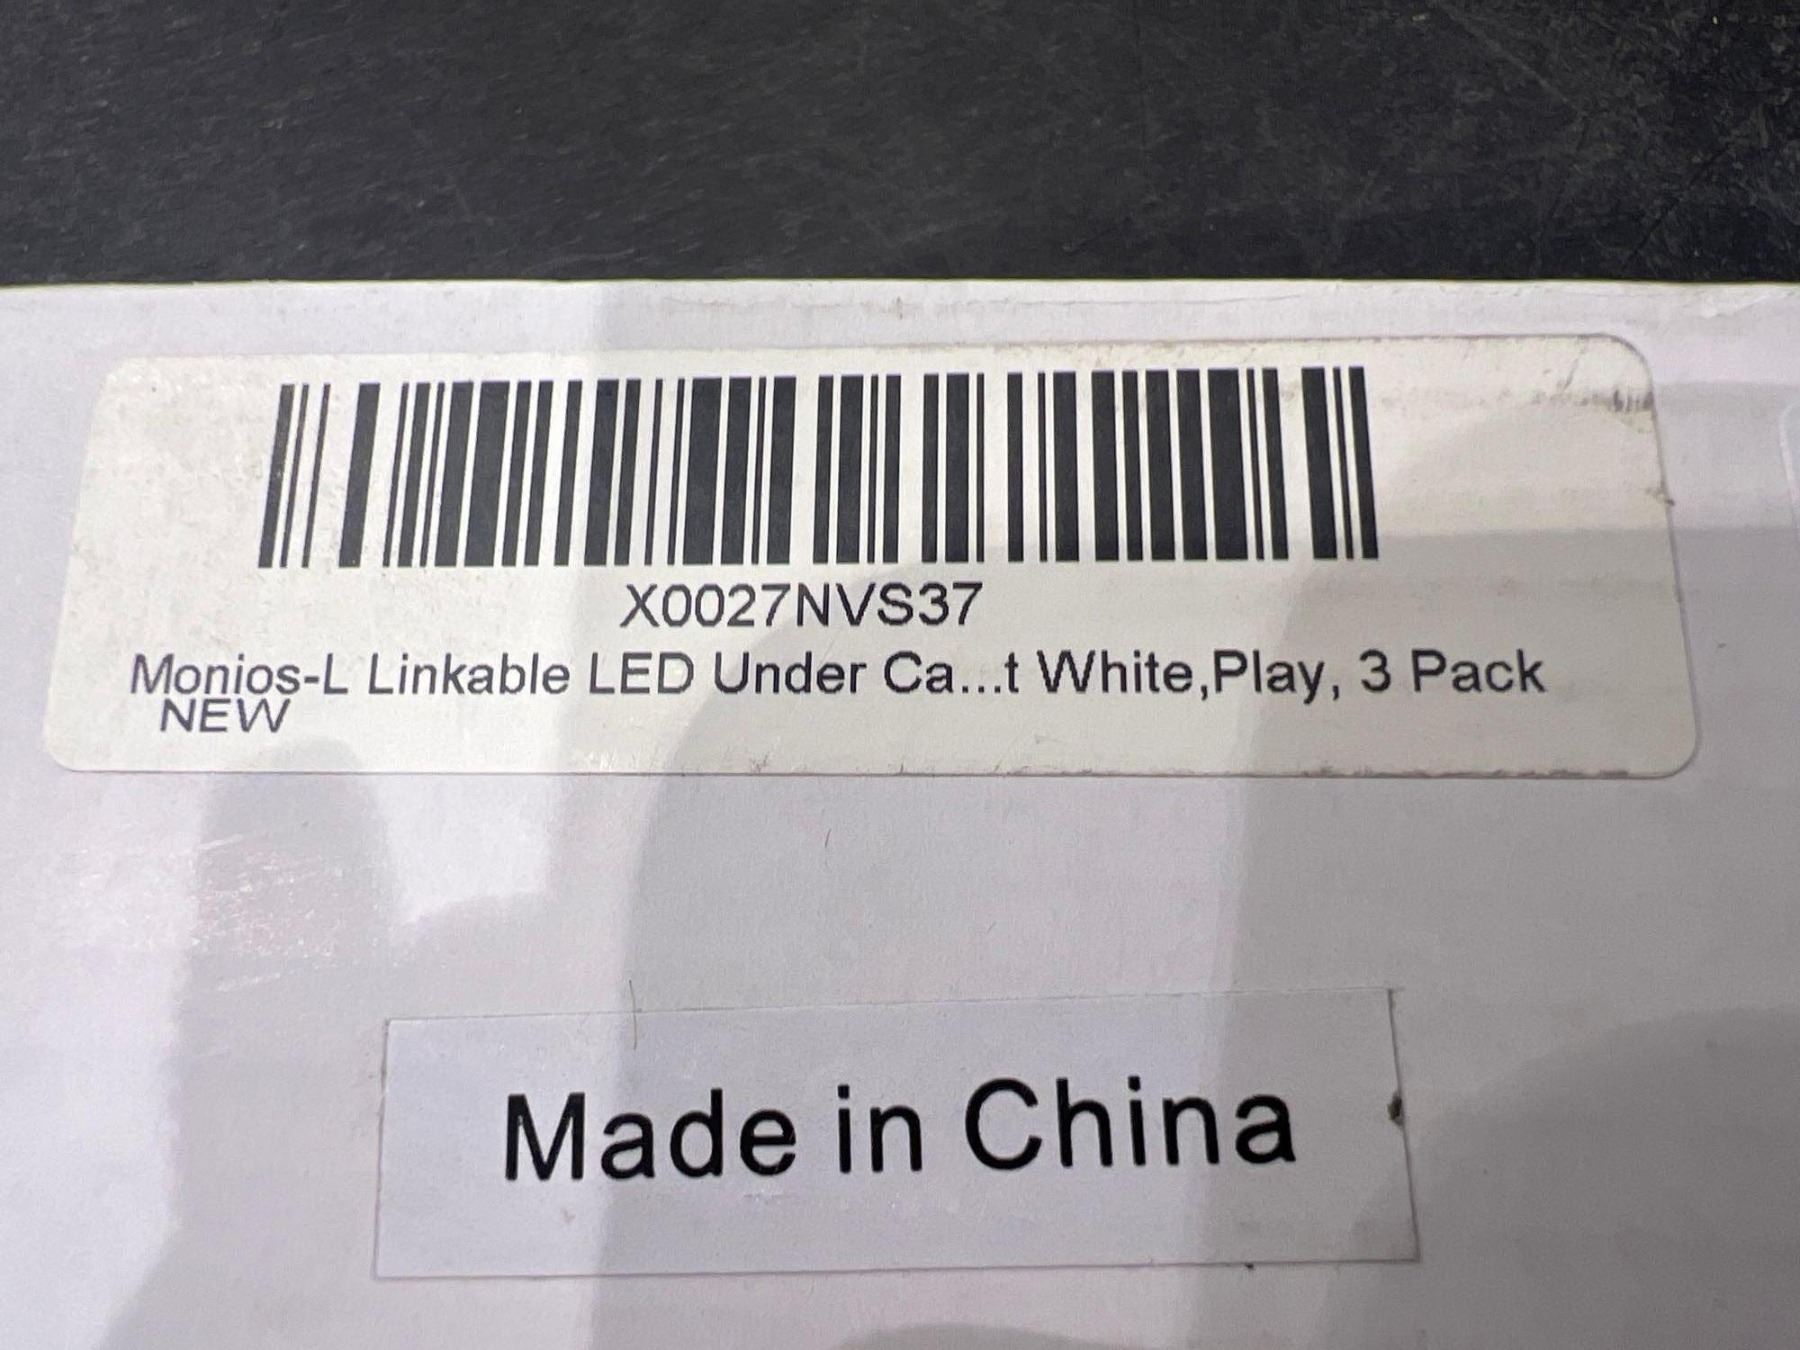 X0027NVS37
Monios-L Linkable LED Under Ca...t White,Play, 3 Pack
NEW
Made in China